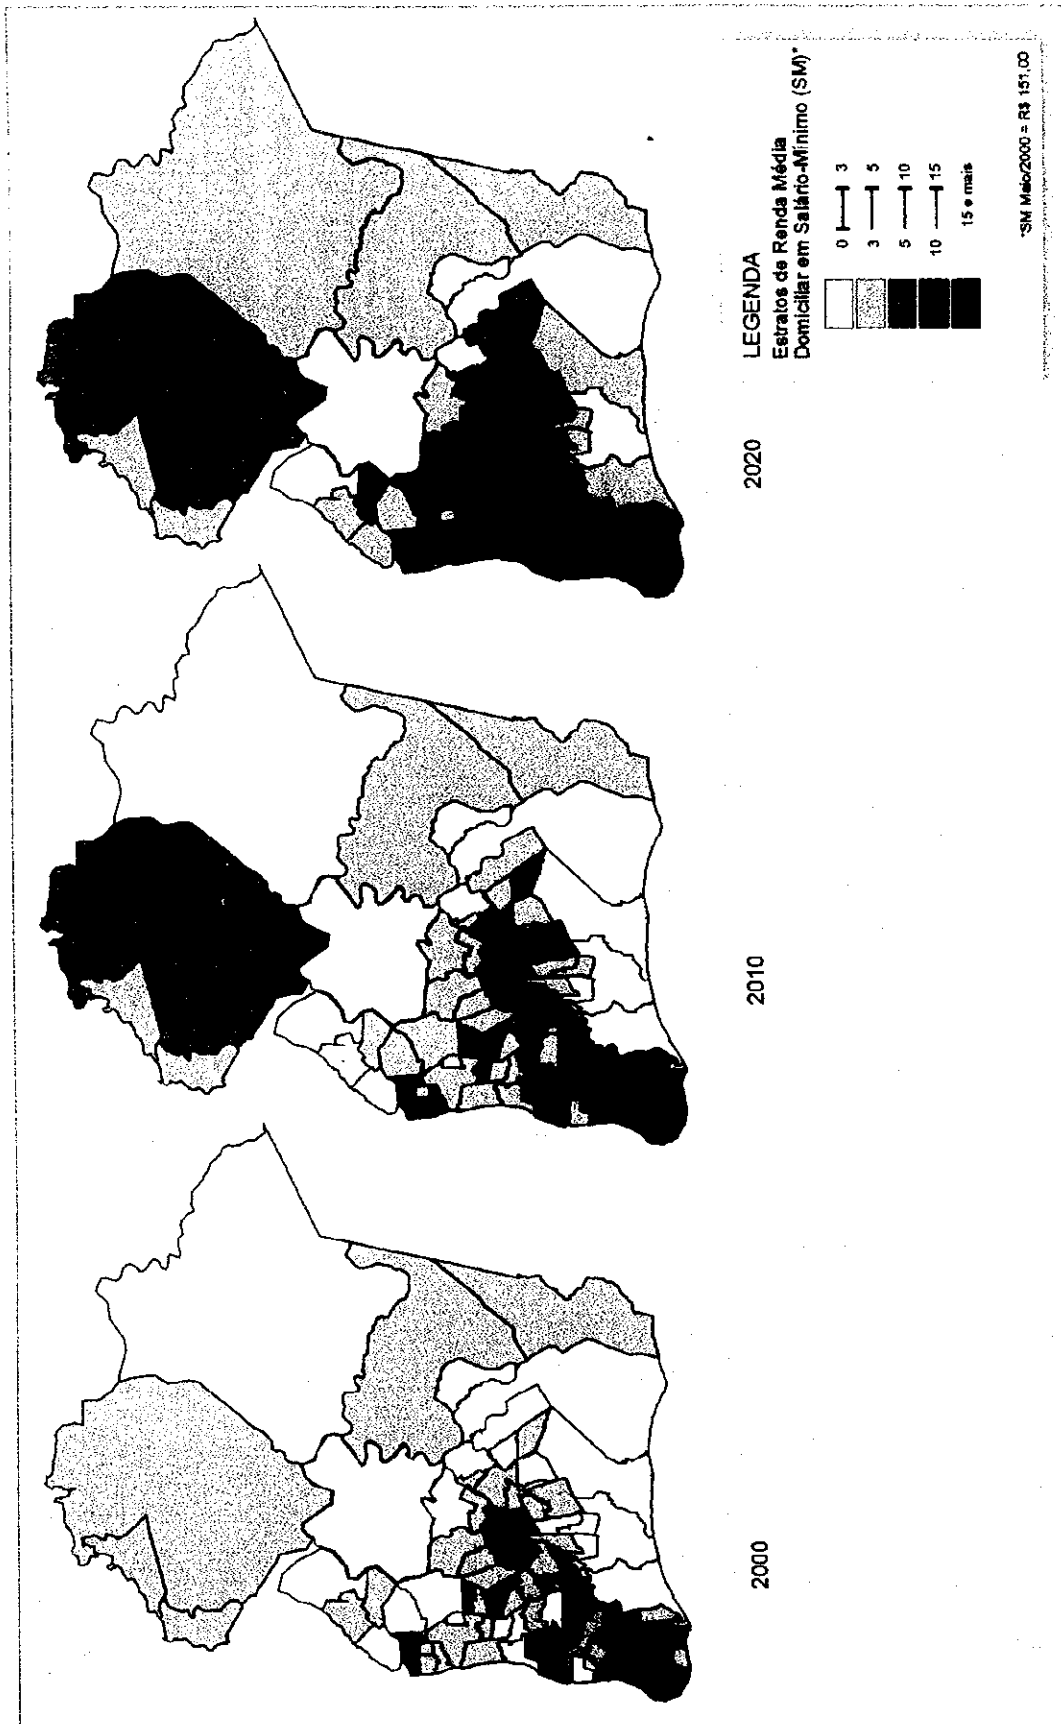 2000
2010
2020
LEGENDA
Estratos de Renda Média
Domiciliar em Salário-Mínimo (SM)*
0 3
3 5
5 10
10 15
15 e mais
*SM Maio/2000 = R$ 151,00